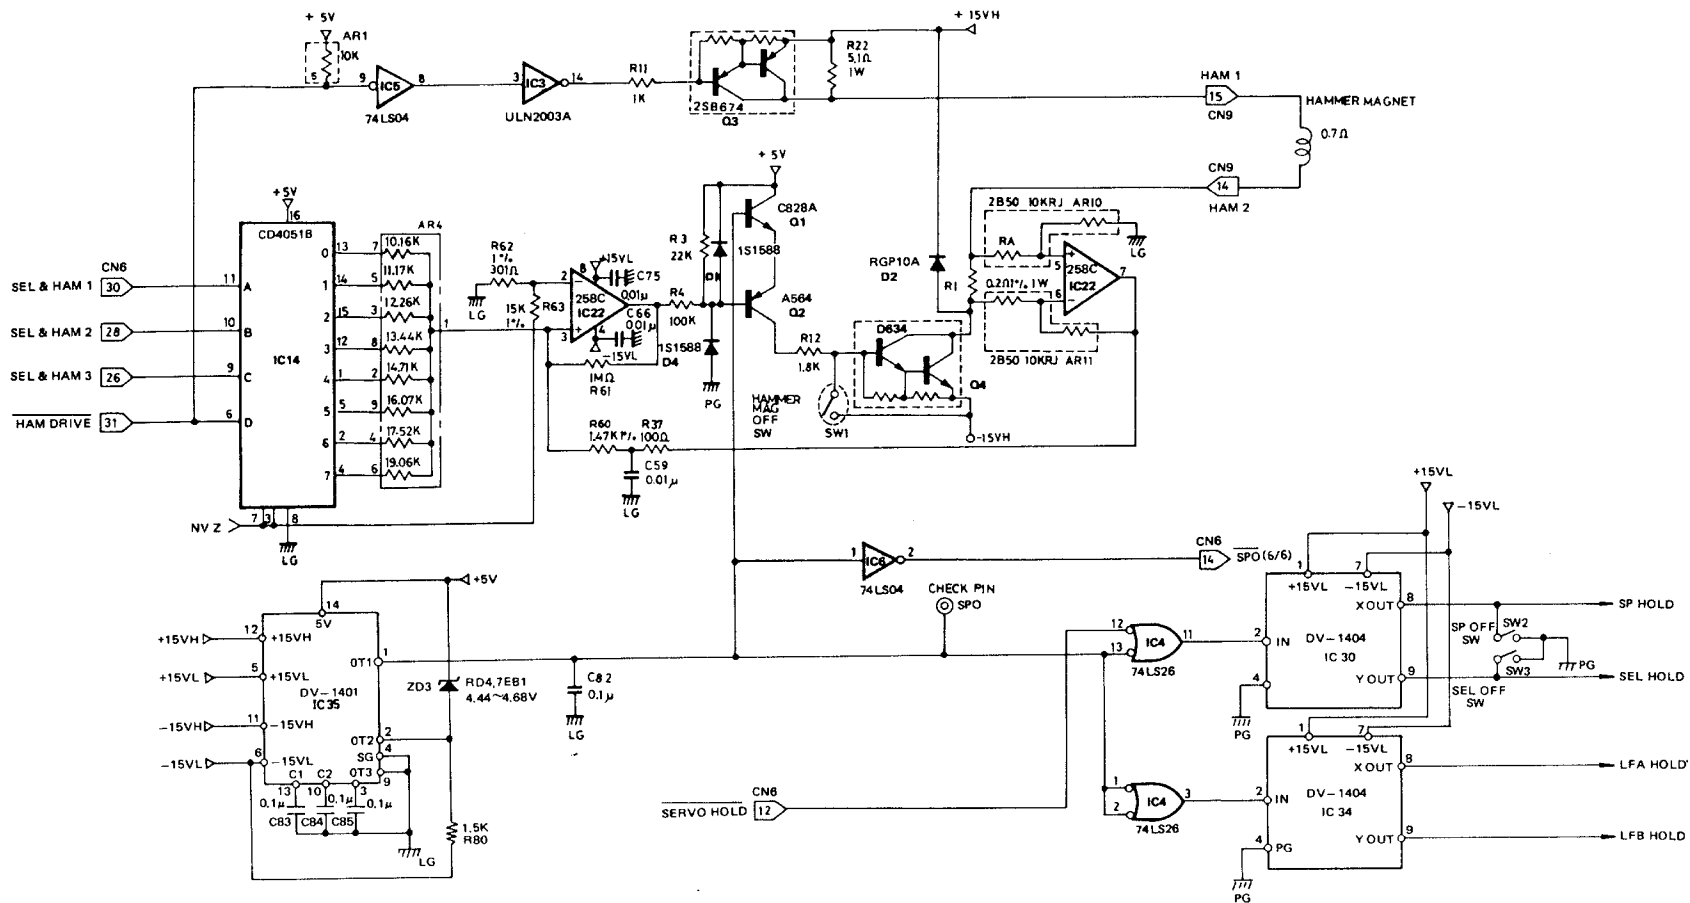 + 5V
AR1
10K
6
9
IC5
8
74LS04
3
IC3
14
ULN2003A
R11
1K
2SB674
Q3
R22
5,1Ω
1W
+ 15VH
HAM 1
15
CN9
HAMMER MAGNET
0.7Ω
CN9
14
HAM 2
+5V
16
CD4051B
IC14
CN6
SEL & HAM 1
30
11
A
SEL & HAM 2
28
10
B
SEL & HAM 3
26
9
C
HAM DRIVE
31
6
D
AR4
0
13
7
10.16K
1
14
5
11.17K
2
15
3
12.26K
3
12
8
13.44K
4
1
2
14.71K
5
5
9
16.07K
6
2
4
17.52K
7
4
6
19.06K
1
7
3
8
NV Z
LG
R62
1%
301Ω
LG
15K
1%
R63
+15VL
8
C75
0.01μ
2
258C
IC22
3
4
C66
0.01μ
-15VL
1MΩ
R61
R4
100K
1S1588
D4
PG
R3
22K
1S1588
+ 5V
C828A
Q1
A564
Q2
R12
1.8K
HAMMER
MAG
OFF
SW
SW1
D634
Q4
-15VH
RGP10A
D2
R1
0.2Ω1% 1W
2B50 10KRJ AR10
RA
LG
5
258C
IC22
6
7
2B50 10KRJ AR11
R60
1.47K1%
R37
100Ω
C59
0.01μ
LG
1
IC6
2
74LS04
CN6
14
SPO (6/6)
CHECK PIN
SPO
+5V
14
5V
+15VH
12
+15VH
+15VL
5
+15VL
-15VH
11
-15VH
-15VL
6
-15VL
DV-1401
IC35
OT1
1
OT2
2
SG
4
OT3
9
C1
13
C2
10
3
0.1μ
0.1μ
0.1μ
C83
C84
C85
LG
ZD3
RD4,7EB1
4.44~4.68V
1.5K
R80
C82
0.1μ
LG
SERVO HOLD
CN6
12
12
13
IC4
11
74LS26
1
2
IC4
3
74LS26
+15VL
-15VL
1
7
+15VL
-15VL
X OUT
8
2
IN
DV-1404
IC 30
4
Y OUT
9
PG
SP HOLD
SP OFF
SW
SW2
SW3
SEL OFF
SW
PG
SEL HOLD
1
7
+15VL
-15VL
X OUT
8
2
IN
DV-1404
IC 34
4
PG
Y OUT
9
PG
LFA HOLD
LFB HOLD